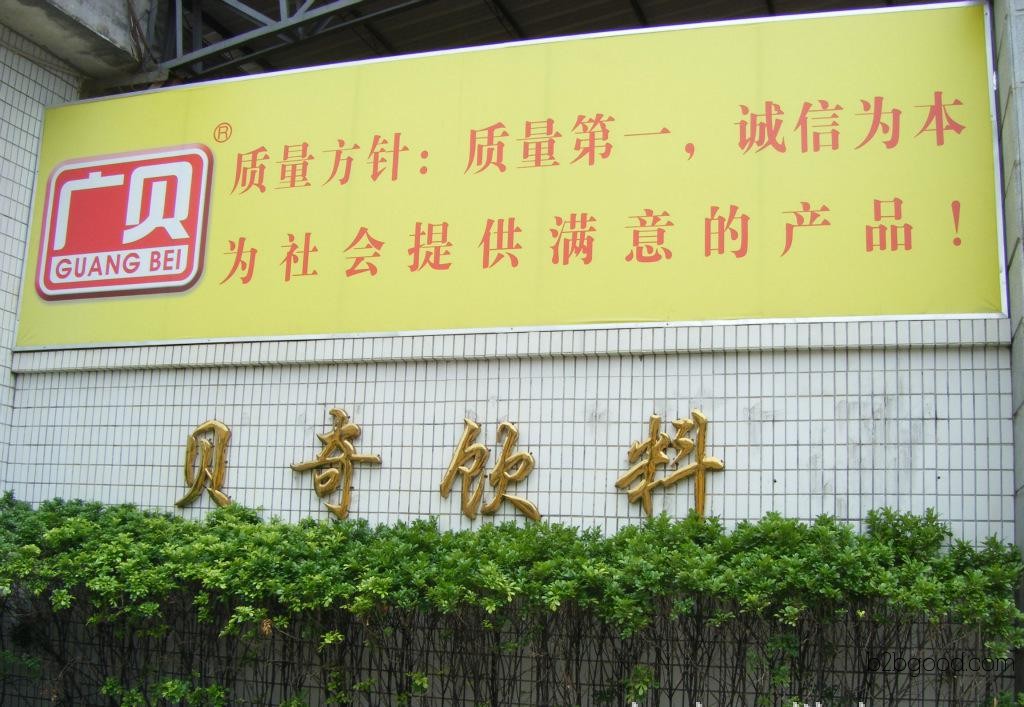 ®
广贝
GUANG BEI
质量方针：质量第一，诚信为本
为社会提供满意的产品！
贝奇饮料
b2bgood.com